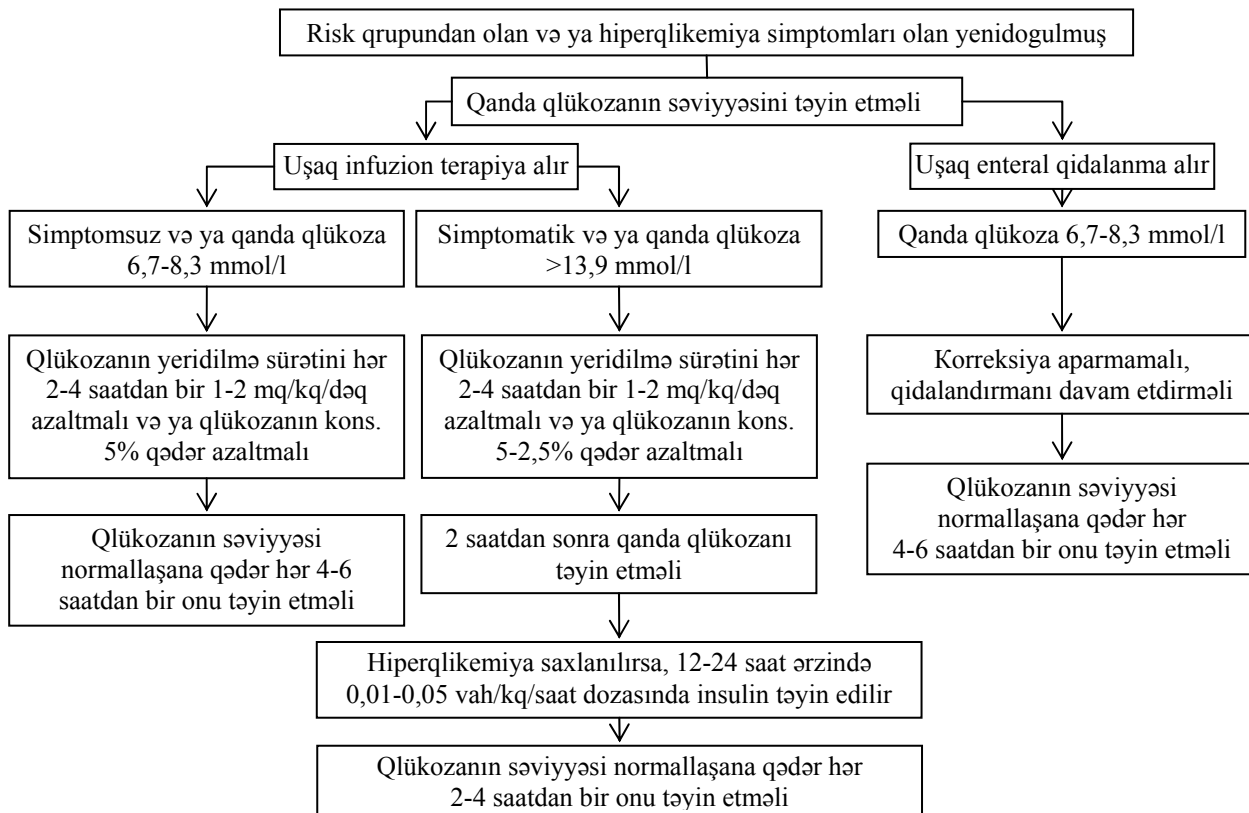 Risk qrupundan olan və ya hiperqlikemiya simptomları olan yenidogulmuş
Qanda qlükozanın səviyyəsini təyin etməli
Uşaq infuzion terapiya alır
Uşaq enteral qidalanma alır
Simptomsuz və ya qanda qlükoza
6,7-8,3 mmol/l
Simptomatik və ya qanda qlükoza
>13,9 mmol/l
Qanda qlükoza 6,7-8,3 mmol/l
Qlükozanın yeridilmə sürətini hər
2-4 saatdan bir 1-2 mq/kq/dəq
azaltmalı və ya qlükozanın kons.
5% qədər azaltmalı
Qlükozanın yeridilmə sürətini hər
2-4 saatdan bir 1-2 mq/kq/dəq
azaltmalı və ya qlükozanın kons.
5-2,5% qədər azaltmalı
Korreksiya aparmamalı,
qidalandırmanı davam etdirməli
Qlükozanın səviyyəsi
normallaşana qədər hər 4-6
saatdan bir onu təyin etməli
2 saatdan sonra qanda qlükozanı
təyin etməli
Qlükozanın səviyyəsi
normallaşana qədər hər
4-6 saatdan bir onu təyin etməli
Hiperqlikemiya saxlanılırsa, 12-24 saat ərzində
0,01-0,05 vah/kq/saat dozasında insulin təyin edilir
Qlükozanın səviyyəsi normallaşana qədər hər
2-4 saatdan bir onu təyin etməli